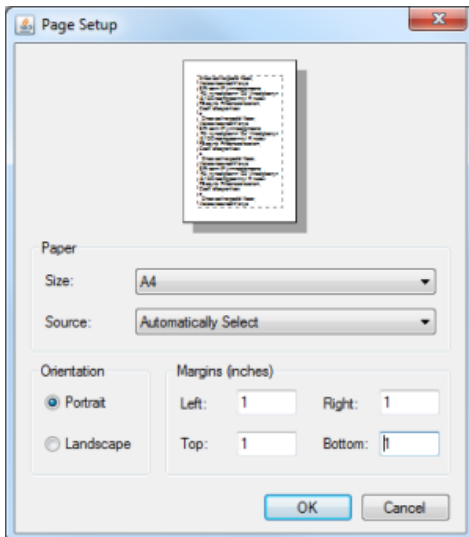 Page Setup
Paper
Size: A4
Source: Automatically Select
Orientation Margins (inches)
Portrait Left: 1 Right: 1
Landscape Top: 1 Bottom: 1
OK Cancel